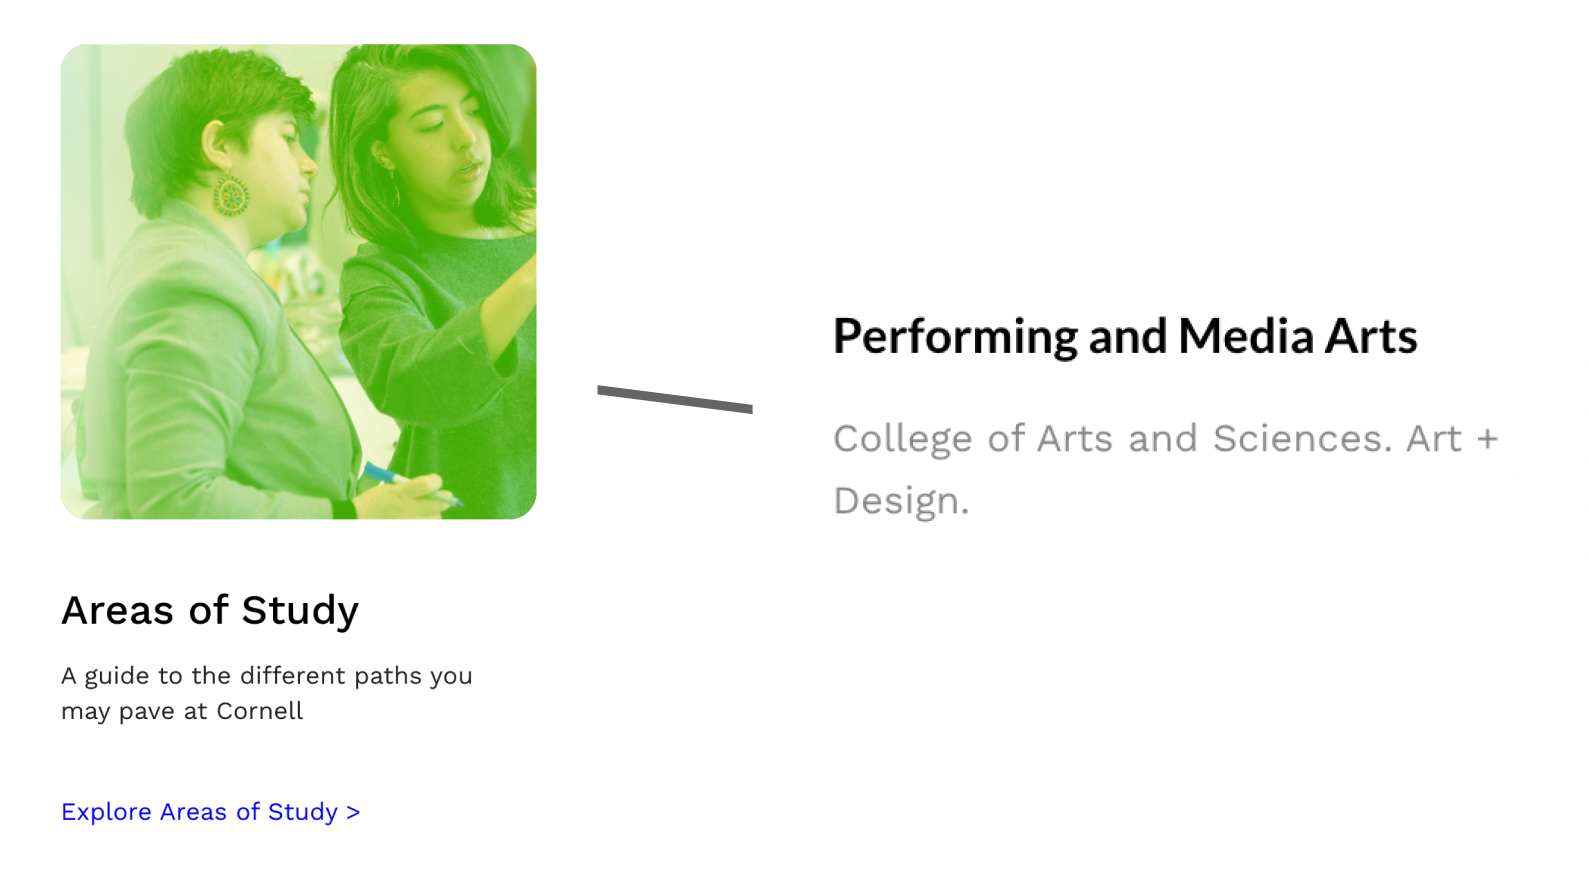 Performing and Media Arts
College of Arts and Sciences. Art +
Design.
Areas of Study
A guide to the different paths you
may pave at Cornell
Explore Areas of Study >